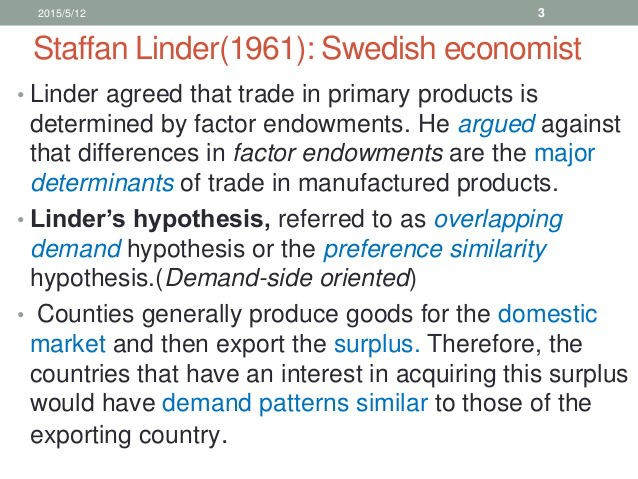 2015/5/12
3
Staffan Linder(1961): Swedish economist
• Linder agreed that trade in primary products is
determined by factor endowments. He argued against
that differences in factor endowments are the major
determinants of trade in manufactured products.
• Linder’s hypothesis, referred to as overlapping
demand hypothesis or the preference similarity
hypothesis.(Demand-side oriented)
• Counties generally produce goods for the domestic
market and then export the surplus. Therefore, the
countries that have an interest in acquiring this surplus
would have demand patterns similar to those of the
exporting country.